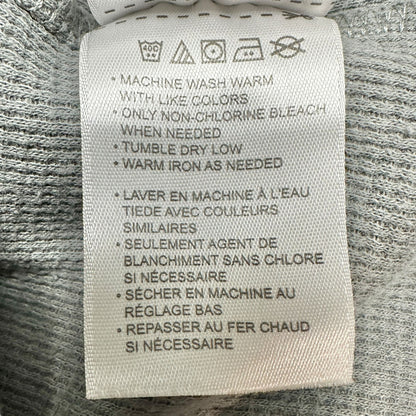 • MACHINE WASH WARM
WITH LIKE COLORS
• ONLY NON-CHLORINE BLEACH
WHEN NEEDED
• TUMBLE DRY LOW
• WARM IRON AS NEEDED
• LAVER EN MACHINE À L'EAU
TIEDE AVEC COULEURS
SIMILAIRES
• SEULEMENT AGENT DE
BLANCHIMENT SANS CHLORE
SI NÉCESSAIRE
• SÉCHER EN MACHINE AU
RÉGLAGE BAS
• REPASSER AU FER CHAUD
SI NÉCESSAIRE